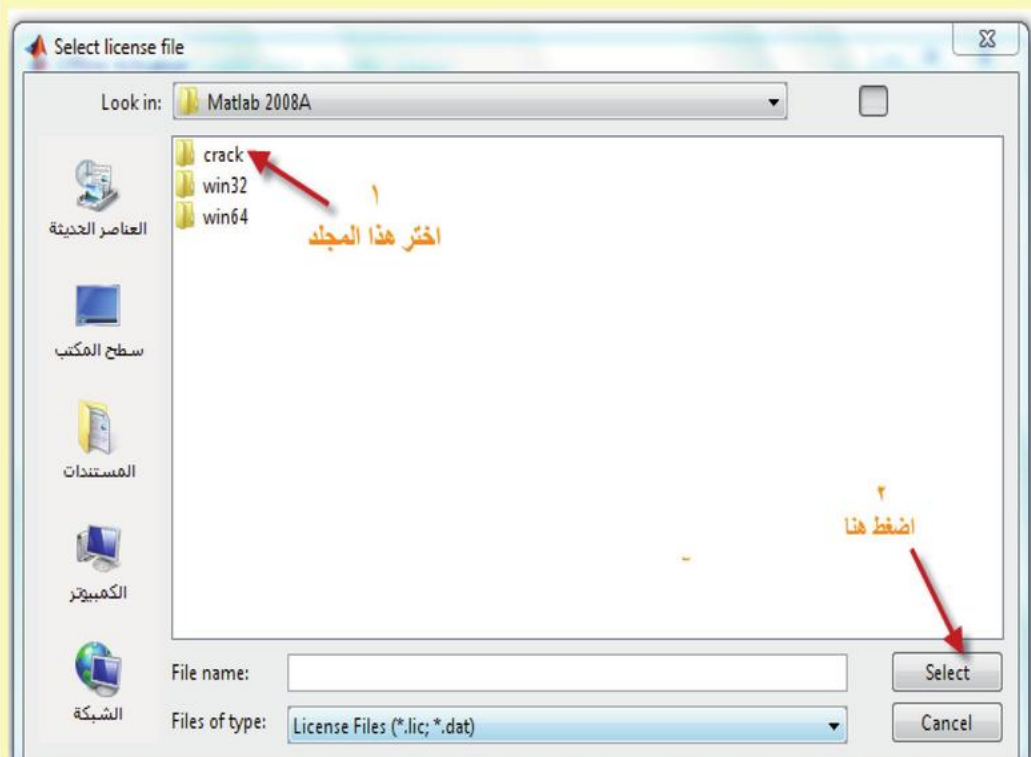 Select license file
Look in: Matlab 2008A
crack
win32
win64
١
اختر هذا المجلد
العناصر الحديثة
سطح المكتب
المستندات
الكمبيوتر
الشبكة
٢
اضغط هنا
File name:
Select
Files of type: License Files (*.lic; *.dat)
Cancel